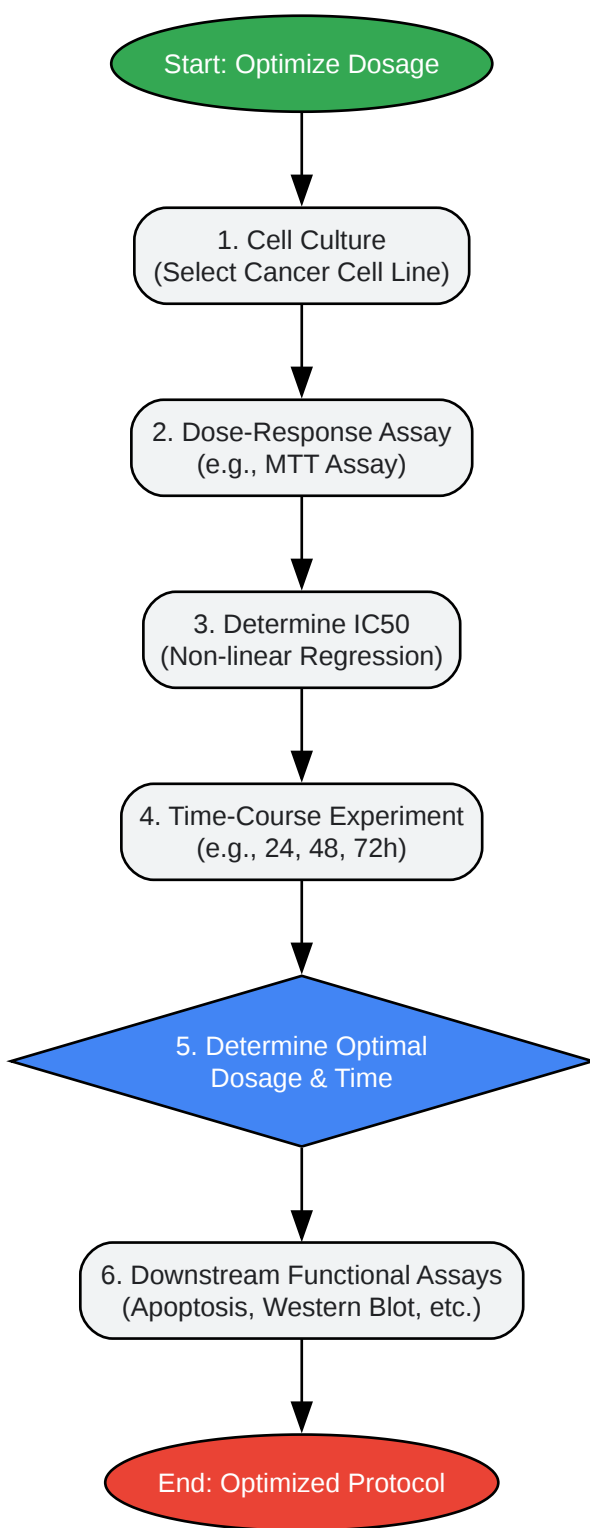 Start: Optimize Dosage
1. Cell Culture
(Select Cancer Cell Line)
2. Dose-Response Assay
(e.g., MTT Assay)
3. Determine IC50
(Non-linear Regression)
4. Time-Course Experiment
(e.g., 24, 48, 72h)
5. Determine Optimal
Dosage & Time
6. Downstream Functional Assays
(Apoptosis, Western Blot, etc.)
End: Optimized Protocol